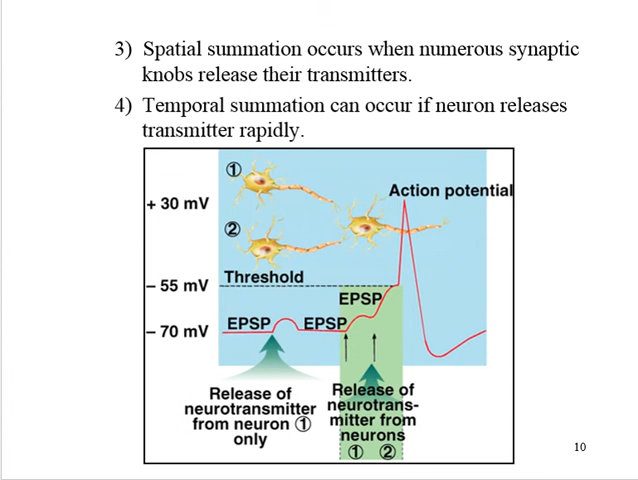 3) Spatial summation occurs when numerous synaptic
knobs release their transmitters.
4) Temporal summation can occur if neuron releases
transmitter rapidly.
①
Action potential
+ 30 mV
②
Threshold
– 55 mV
EPSP
EPSP
EPSP
– 70 mV
Release of
neurotransmitter
from neuron ①
only
Release of
neurotrans-
mitter from
neurons
① ②
10